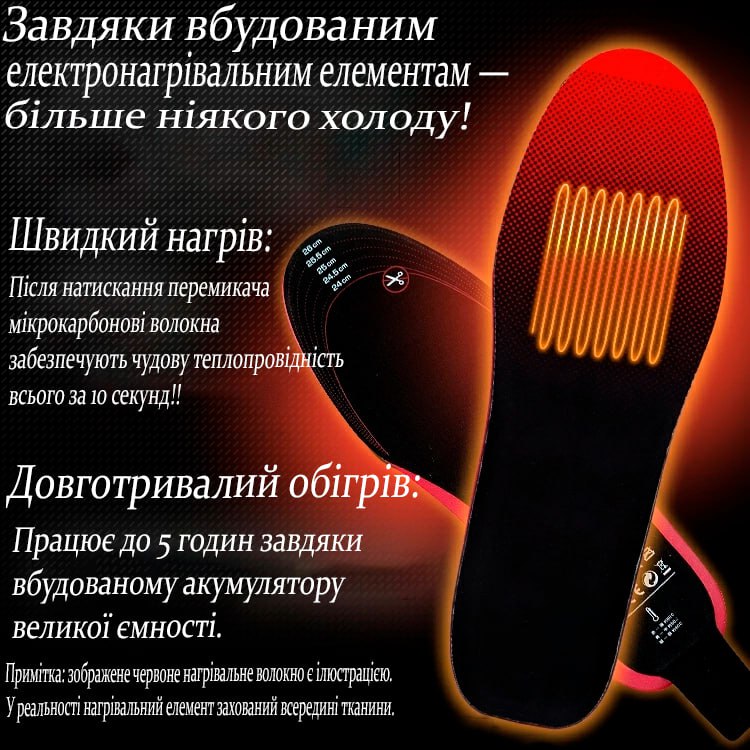 Завдяки вбудованим
електронагрівальним елементам —
більше ніякого холоду!
Швидкий нагрів:
Після натискання перемикача
мікрокарбонові волокна
забезпечують чудову теплопровідність
всього за 10 секунд!!
26 cm
25.5 cm
25 cm
24.5 cm
24 cm
Довготривалий обігрів:
Працює до 5 годин завдяки
вбудованому акумулятору
великої ємності.
Примітка: зображене червоне нагрівальне волокно є ілюстрацією.
У реальності нагрівальний елемент захований всередині тканини.